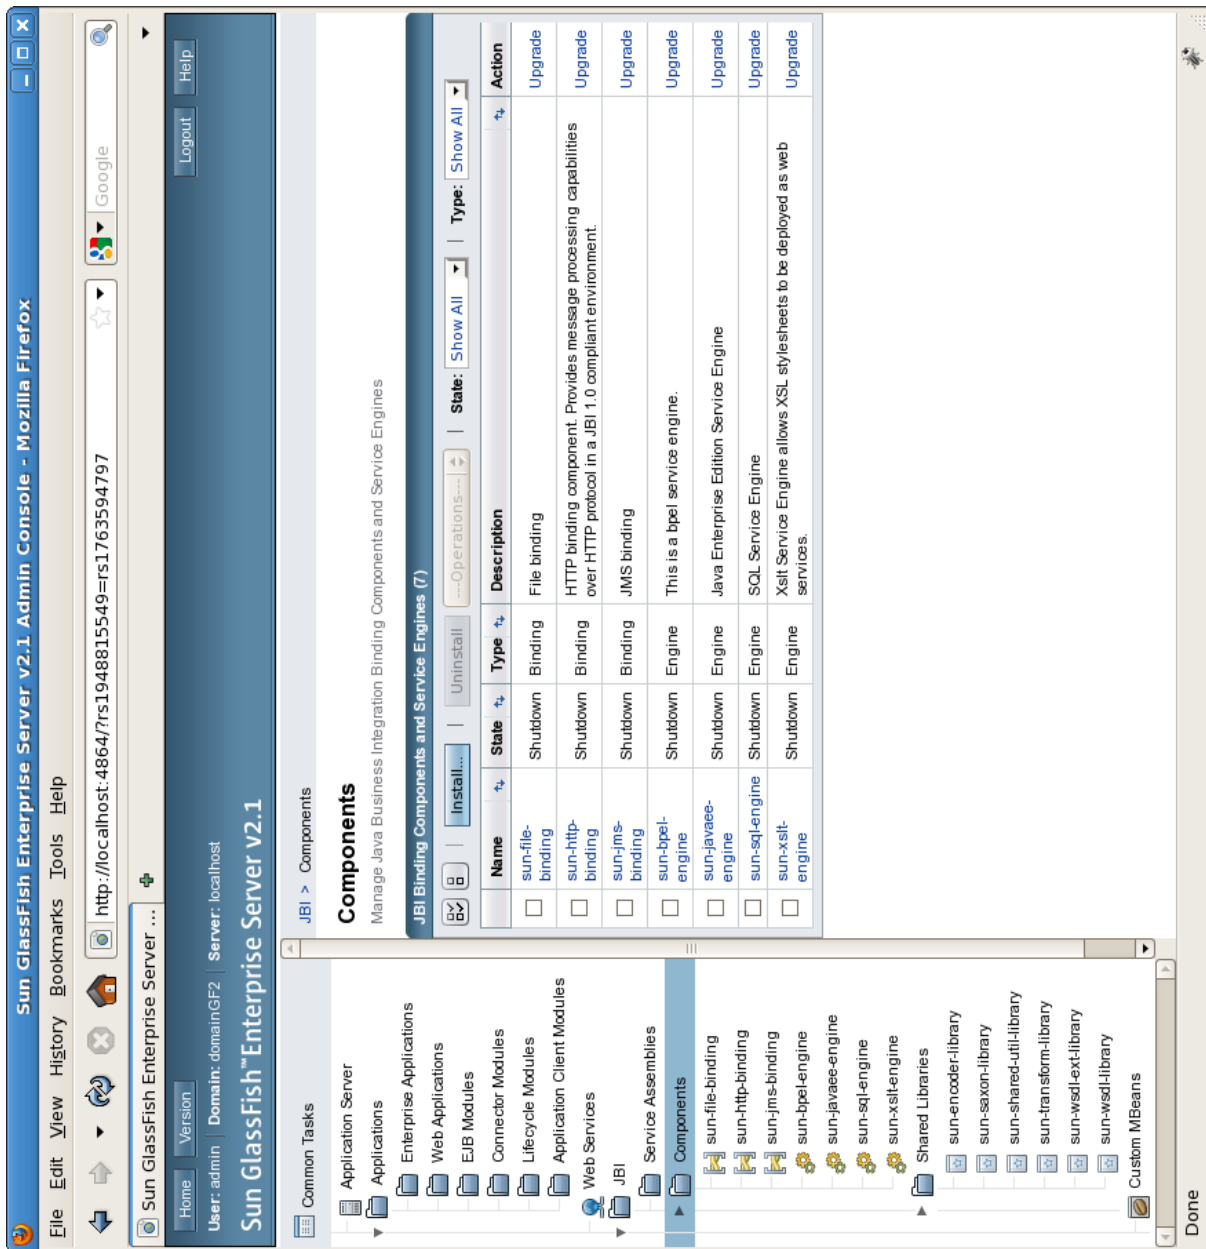 Sun GlassFish Enterprise Server v2.1 Admin Console - Mozilla Firefox
File Edit View History Bookmarks Tools Help
http://localhost:4864/?rs1948815549=rs1763594797
Google
Sun GlassFish Enterprise Server ...
Home Version Logout Help
User: admin | Domain: domainGF2 | Server: localhost
Sun GlassFish™ Enterprise Server v2.1
Common Tasks
Application Server
Applications
Enterprise Applications
Web Applications
EJB Modules
Connector Modules
Lifecycle Modules
Application Client Modules
Web Services
JBI
Service Assemblies
Components
sun-file-binding
sun-http-binding
sun-jms-binding
sun-bpel-engine
sun-javaee-engine
sun-sql-engine
sun-xslt-engine
Shared Libraries
sun-encoder-library
sun-saxon-library
sun-shared-util-library
sun-transform-library
sun-wsdl-ext-library
sun-wsdl-library
Custom MBeans
JBI > Components
Components
Manage Java Business Integration Binding Components and Service Engines
JBI Binding Components and Service Engines (7)
Install... | Uninstall ---Operations--- | State: Show All | Type: Show All
Name State Type Description Action
sun-file-
binding Shutdown Binding File binding Upgrade
sun-http-
binding Shutdown Binding HTTP binding component. Provides message processing capabilities
over HTTP protocol in a JBI 1.0 compliant environment. Upgrade
sun-jms-
binding Shutdown Binding JMS binding Upgrade
sun-bpel-
engine Shutdown Engine This is a bpel service engine. Upgrade
sun-javaee-
engine Shutdown Engine Java Enterprise Edition Service Engine Upgrade
sun-sql-engine Shutdown Engine SQL Service Engine Upgrade
sun-xslt-
engine Shutdown Engine Xslt Service Engine allows XSL stylesheets to be deployed as web
services. Upgrade
Done